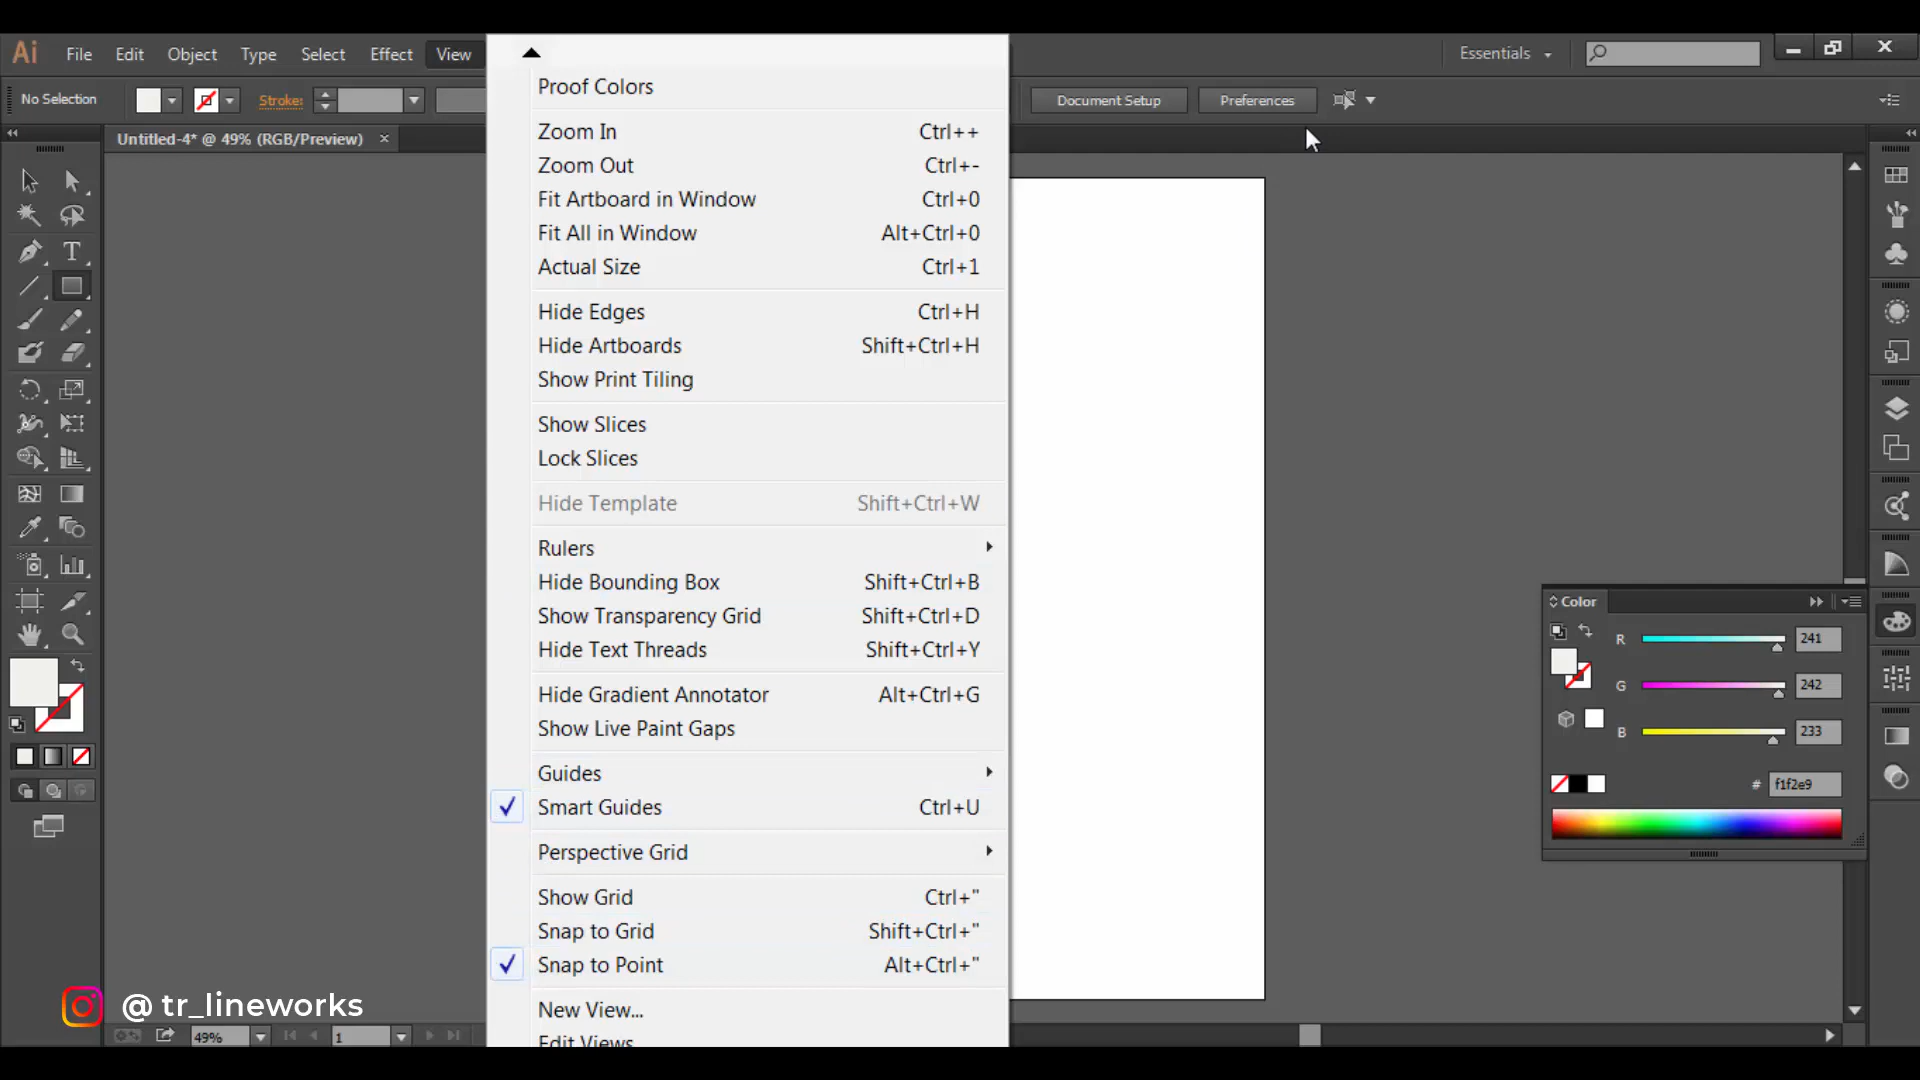 Ai File Edit Object Type Select Effect View
Essentials
No Selection
Stroke:
Document Setup
Preferences
Untitled-4* @ 49% (RGB/Preview) ×
Proof Colors
Zoom In Ctrl++
Zoom Out Ctrl+-
Fit Artboard in Window Ctrl+0
Fit All in Window Alt+Ctrl+0
Actual Size Ctrl+1
Hide Edges Ctrl+H
Hide Artboards Shift+Ctrl+H
Show Print Tiling
Show Slices
Lock Slices
Hide Template Shift+Ctrl+W
Rulers
Hide Bounding Box Shift+Ctrl+B
Show Transparency Grid Shift+Ctrl+D
Hide Text Threads Shift+Ctrl+Y
Hide Gradient Annotator Alt+Ctrl+G
Show Live Paint Gaps
Guides
Smart Guides Ctrl+U
Perspective Grid
Show Grid Ctrl+"
Snap to Grid Shift+Ctrl+"
Snap to Point Alt+Ctrl+"
New View...
Edit Views...
Color
R 241
G 242
B 233
# f1f2e9
@ tr_lineworks
49%
1